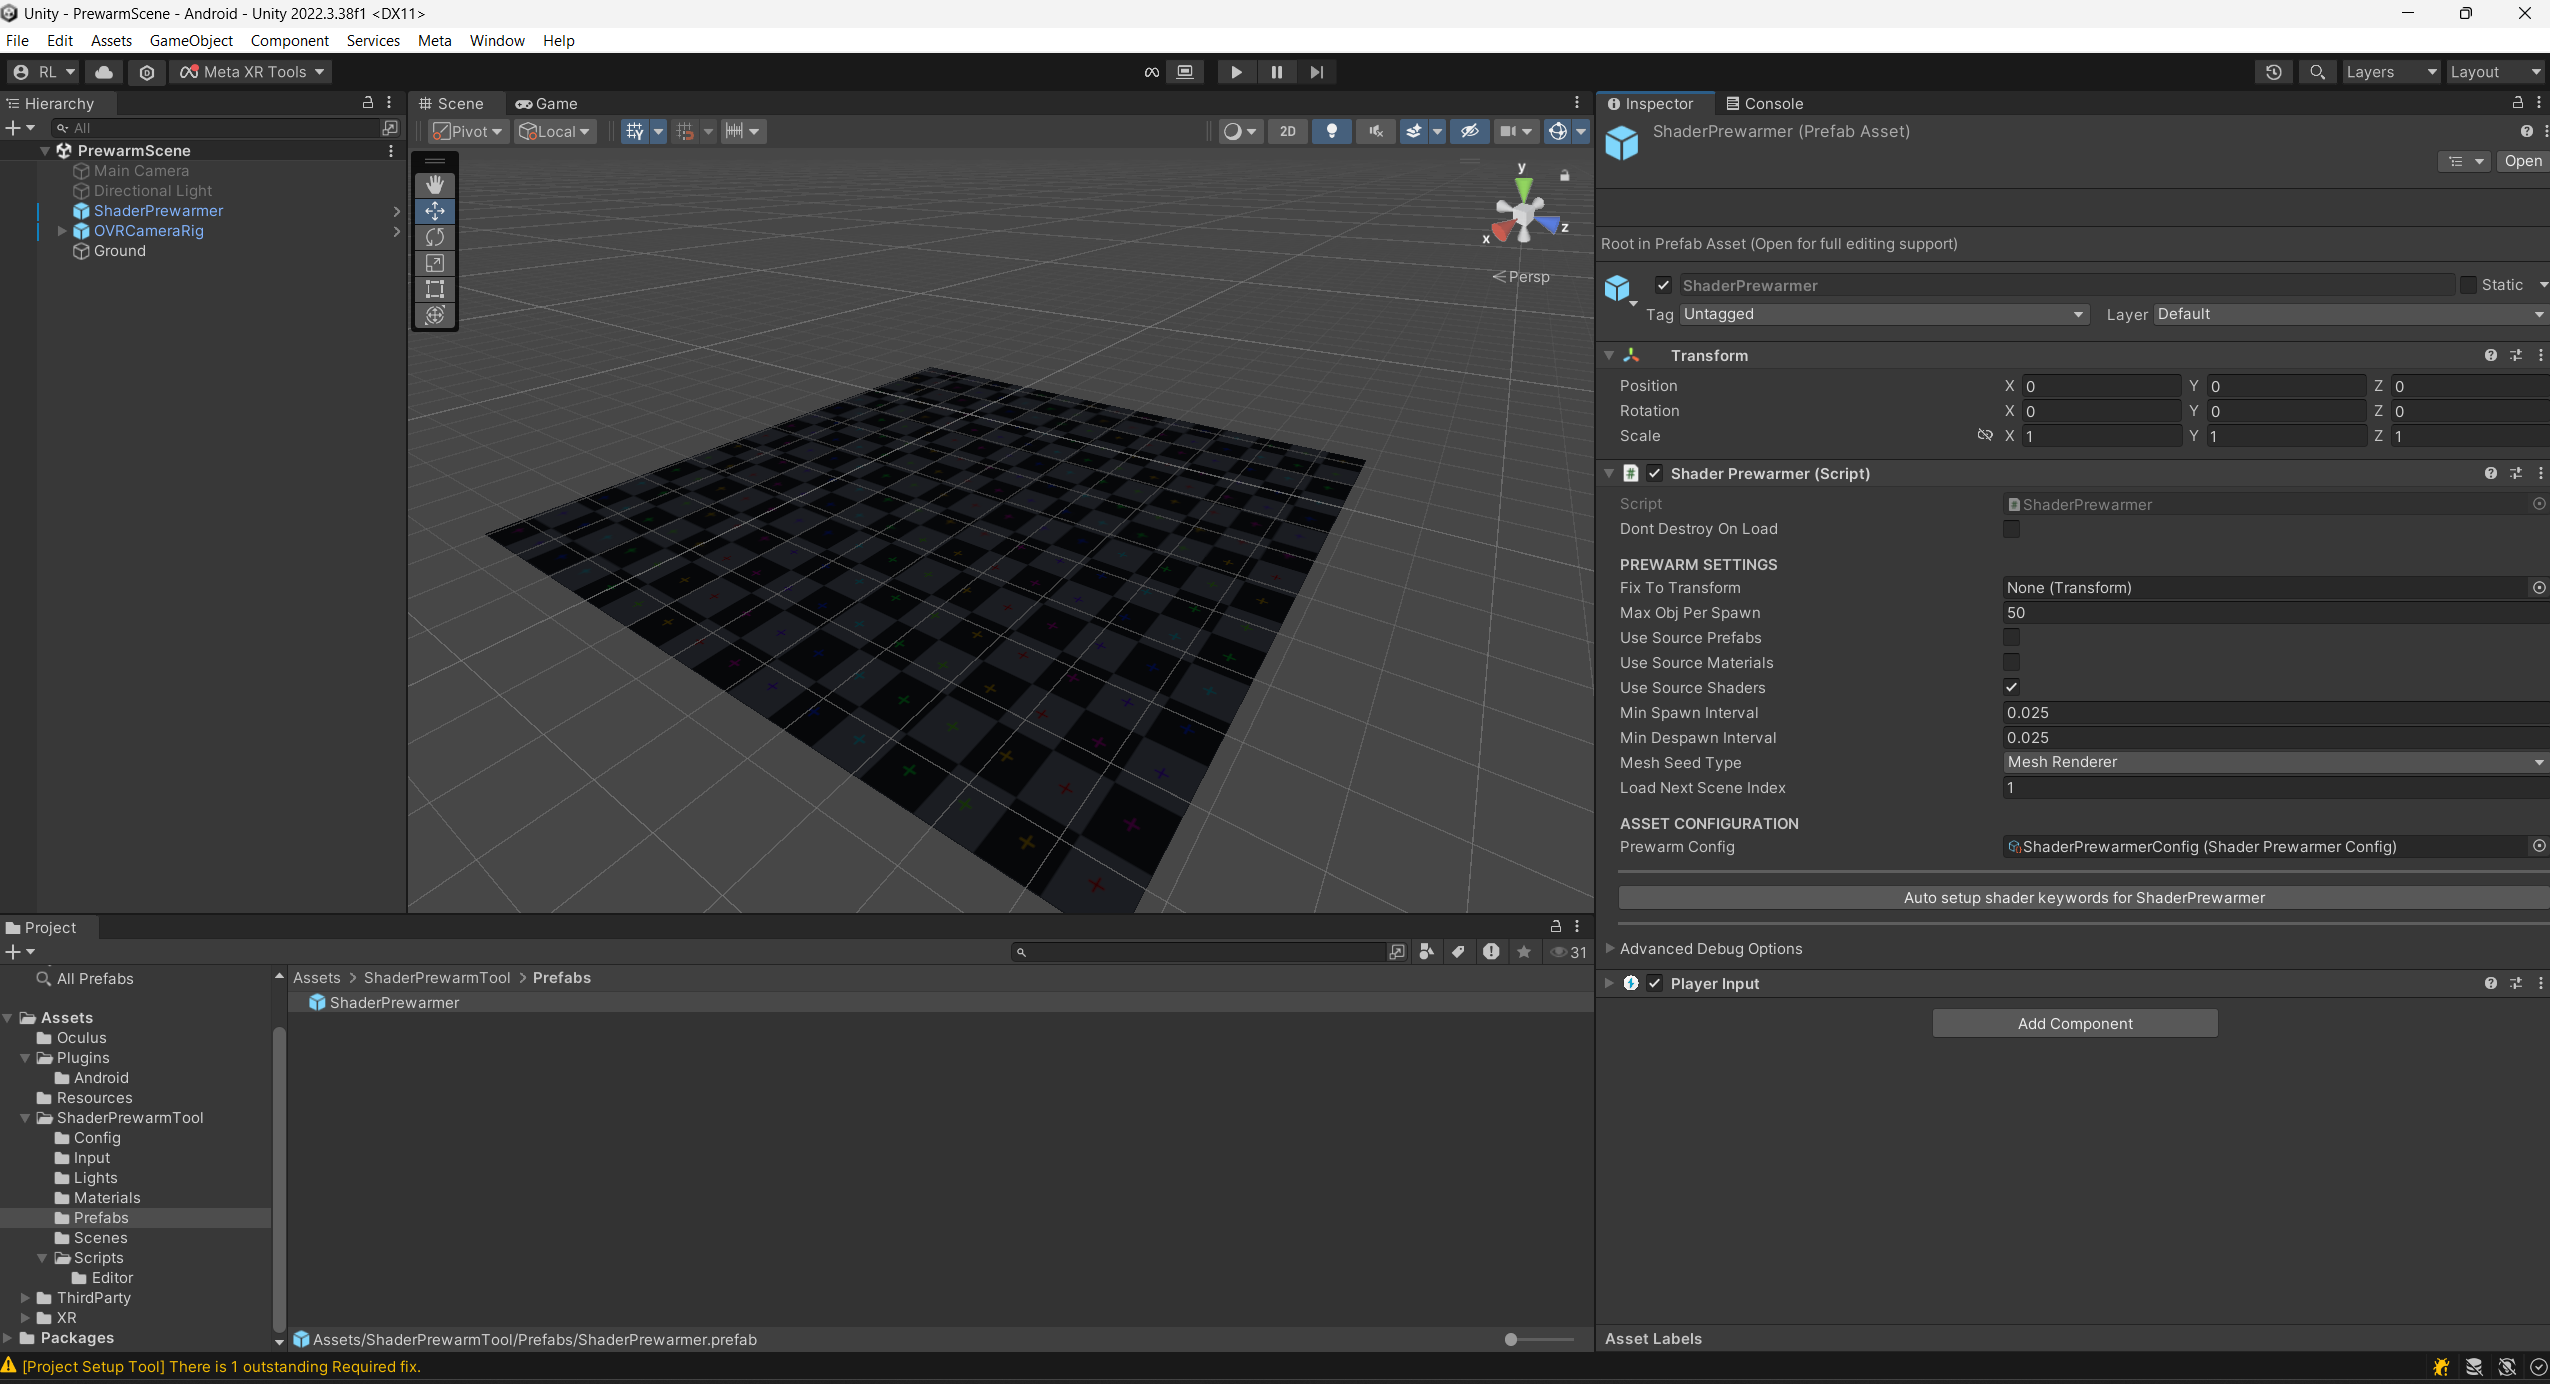 Unity - PrewarmScene - Android - Unity 2022.3.38f1 <DX11>
File Edit Assets GameObject Component Services Meta Window Help
RL Meta XR Tools Layers Layout
Hierarchy
All
PrewarmScene
Main Camera
Directional Light
ShaderPrewarmer
OVRCameraRig
Ground
Scene Game
Pivot Local 2D
y
x
z
Persp
Inspector Console
ShaderPrewarmer (Prefab Asset)
Open
Root in Prefab Asset (Open for full editing support)
ShaderPrewarmer Static
Tag Untagged Layer Default
Transform
Position X 0 Y 0 Z 0
Rotation X 0 Y 0 Z 0
Scale X 1 Y 1 Z 1
# Shader Prewarmer (Script)
Script ShaderPrewarmer
Dont Destroy On Load
PREWARM SETTINGS
Fix To Transform None (Transform)
Max Obj Per Spawn 50
Use Source Prefabs
Use Source Materials
Use Source Shaders
Min Spawn Interval 0.025
Min Despawn Interval 0.025
Mesh Seed Type Mesh Renderer
Load Next Scene Index 1
ASSET CONFIGURATION
Prewarm Config ShaderPrewarmerConfig (Shader Prewarmer Config)
Auto setup shader keywords for ShaderPrewarmer
Advanced Debug Options
Player Input
Add Component
Asset Labels
Project
31
All Prefabs
Assets
Oculus
Plugins
Android
Resources
ShaderPrewarmTool
Config
Input
Lights
Materials
Prefabs
Scenes
Scripts
Editor
ThirdParty
XR
Packages
Assets > ShaderPrewarmTool > Prefabs
ShaderPrewarmer
Assets/ShaderPrewarmTool/Prefabs/ShaderPrewarmer.prefab
[Project Setup Tool] There is 1 outstanding Required fix.